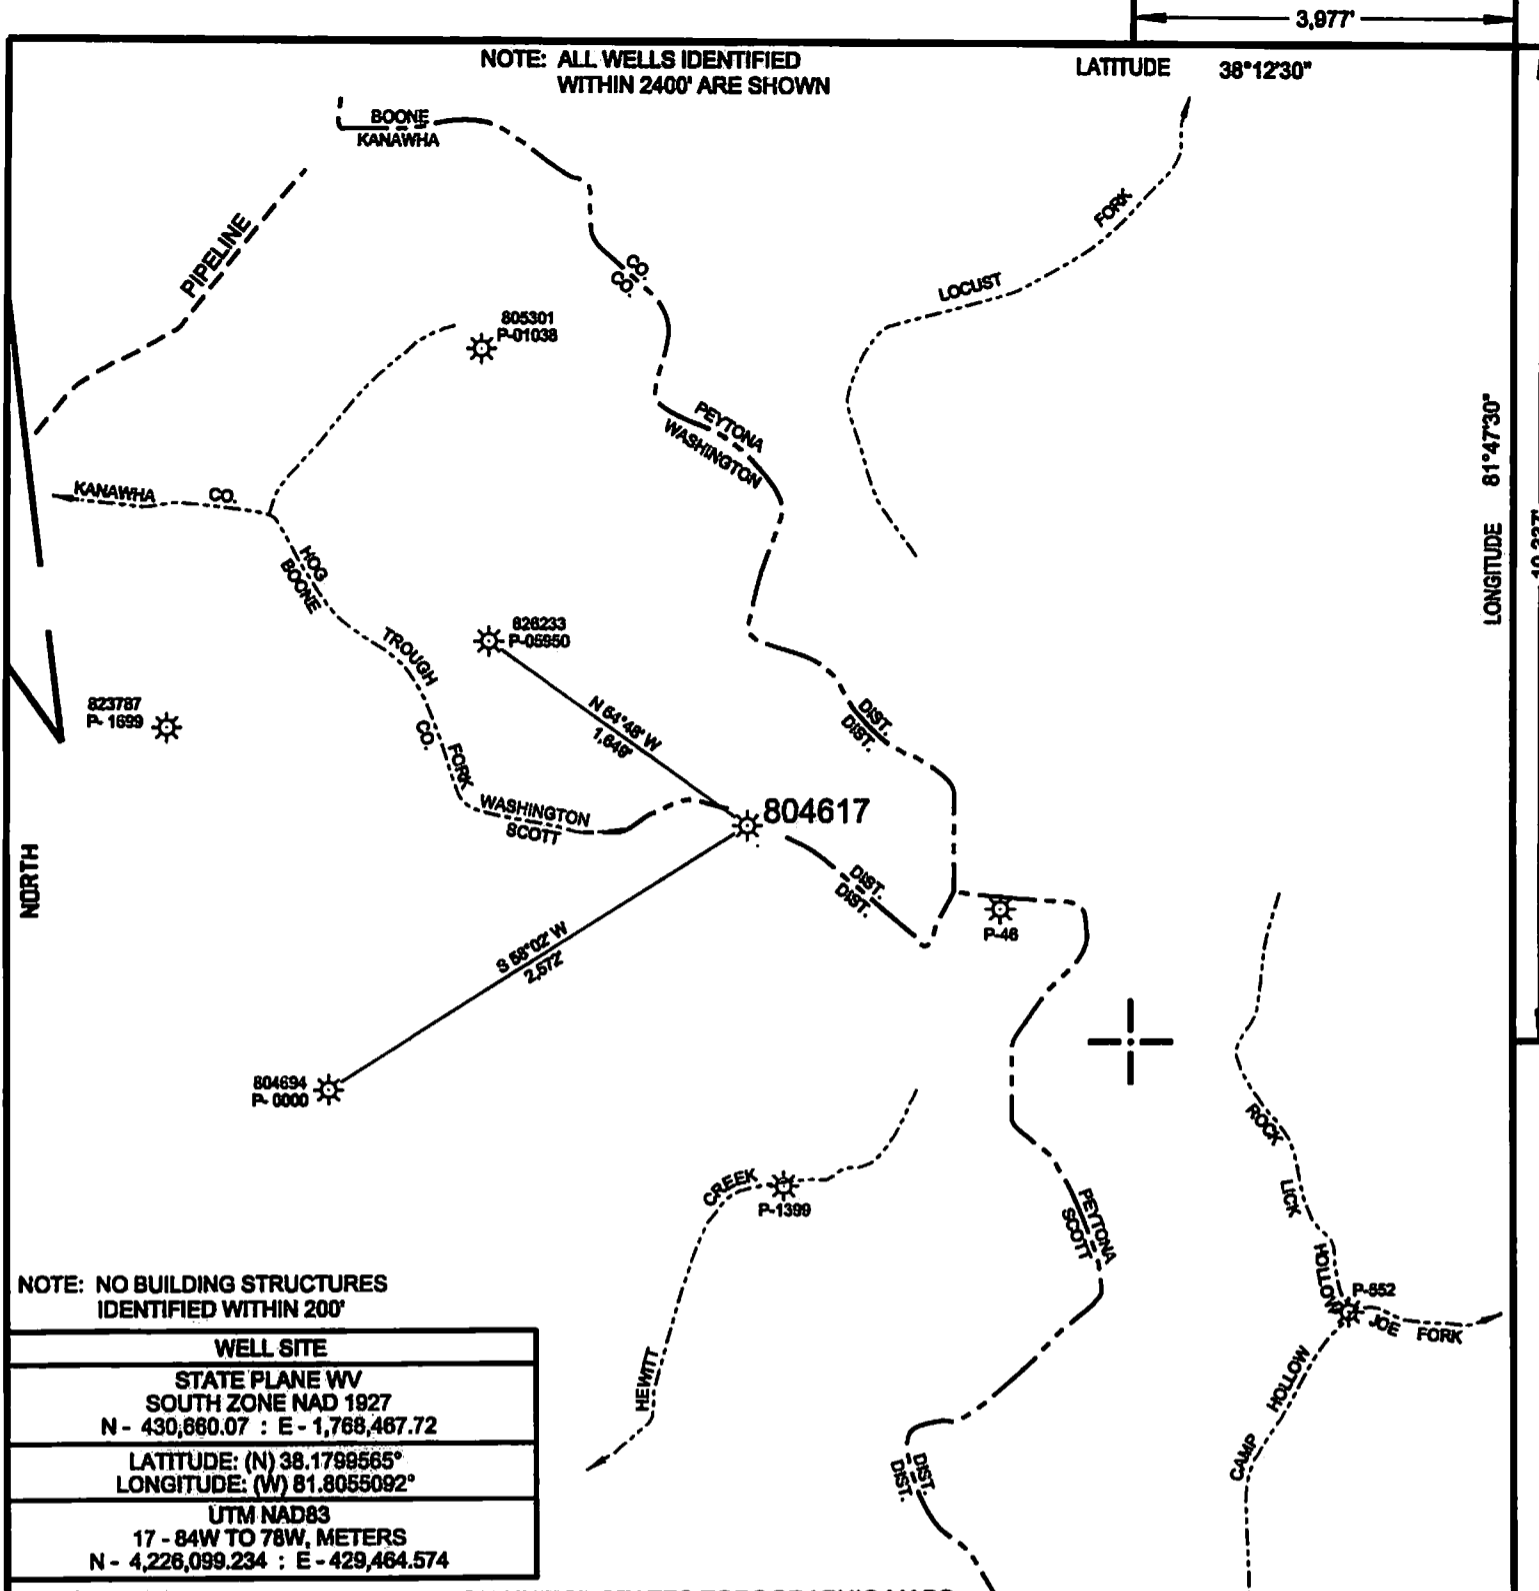 3,977'
NOTE: ALL WELLS IDENTIFIED
WITHIN 2400' ARE SHOWN
LATITUDE 38°12'30"
BOONE
KANAWHA
PIPELINE
CO.
CO.
FORK
LOCUST
805301
P-01038
PEYTONA
WASHINGTON
LONGITUDE 81°47'30"
KANAWHA CO.
HOG
BOONE
TROUGH
CO.
FORK
826233
P-05950
823787
P- 1699
N 54°48' W
DIST.
DIST.
WASHINGTON
SCOTT
804617
NORTH
DIST.
DIST.
P-46
S 58°02' W
2,572'
804694
P- 0000
CREEK
P-1399
ROCK
LICK
HOLLOW
PEYTONA
SCOTT
NOTE: NO BUILDING STRUCTURES
IDENTIFIED WITHIN 200'
P-552
JOE FORK
HEWITT
CAMP HOLLOW
WELL SITE
STATE PLANE WV
SOUTH ZONE NAD 1927
N - 430,660.07 : E - 1,768,467.72
LATITUDE: (N) 38.1799565°
LONGITUDE: (W) 81.8055092°
UTM NAD83
17 - 84W TO 78W, METERS
N - 4,226,099.234 : E - 429,464.574
DIST.
DIST.